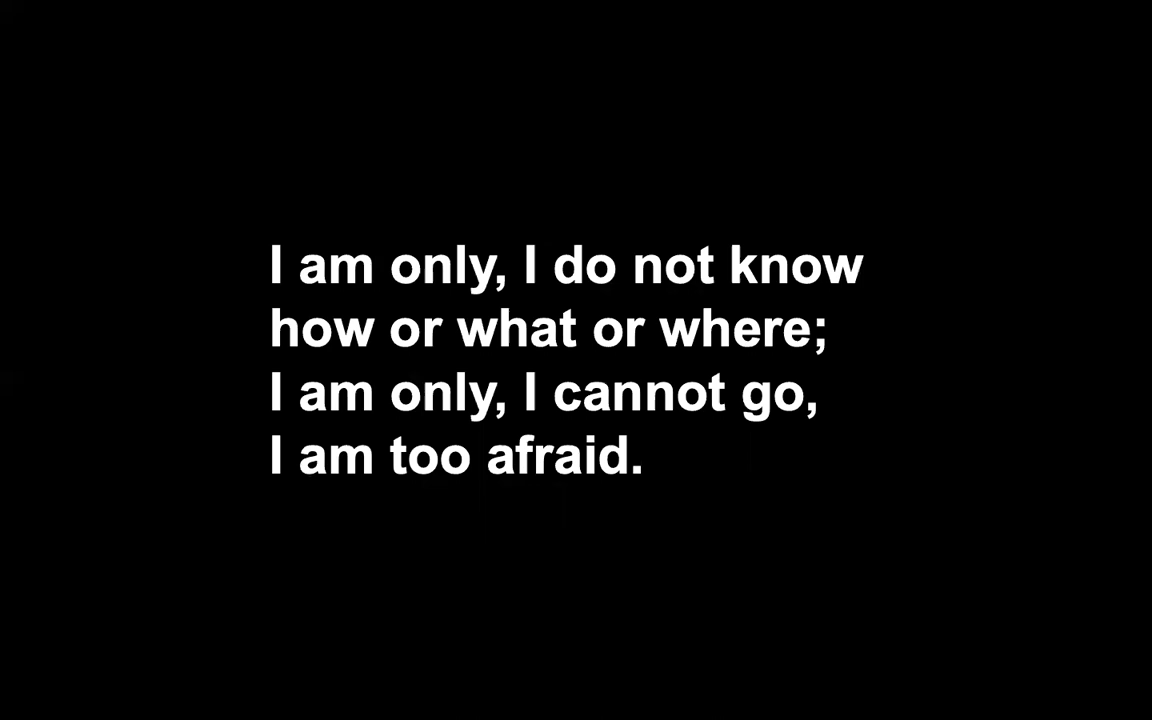 I am only, I do not know
how or what or where;
I am only, I cannot go,
I am too afraid.